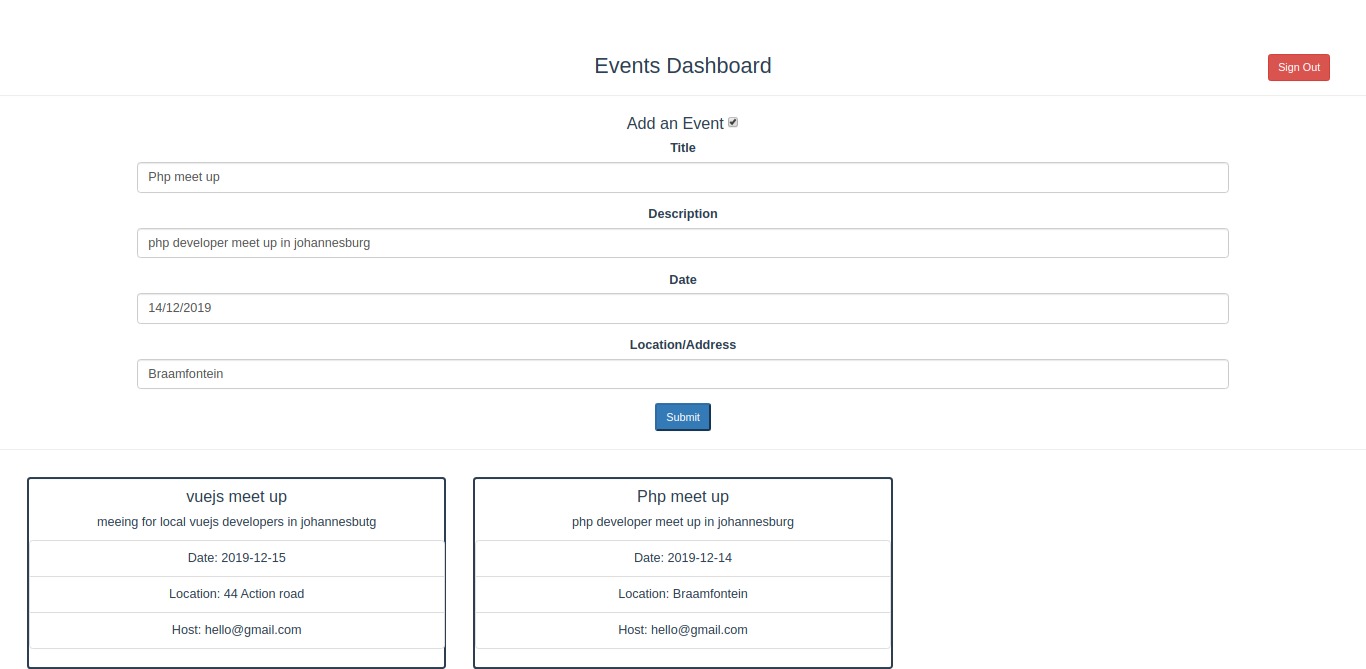 Events Dashboard
Sign Out
Add an Event
Title
Php meet up
Description
php developer meet up in johannesburg
Date
14/12/2019
Location/Address
Braamfontein
Submit
vuejs meet up
meeing for local vuejs developers in johannesbutg
Date: 2019-12-15
Location: 44 Action road
Host: hello@gmail.com
Php meet up
php developer meet up in johannesburg
Date: 2019-12-14
Location: Braamfontein
Host: hello@gmail.com